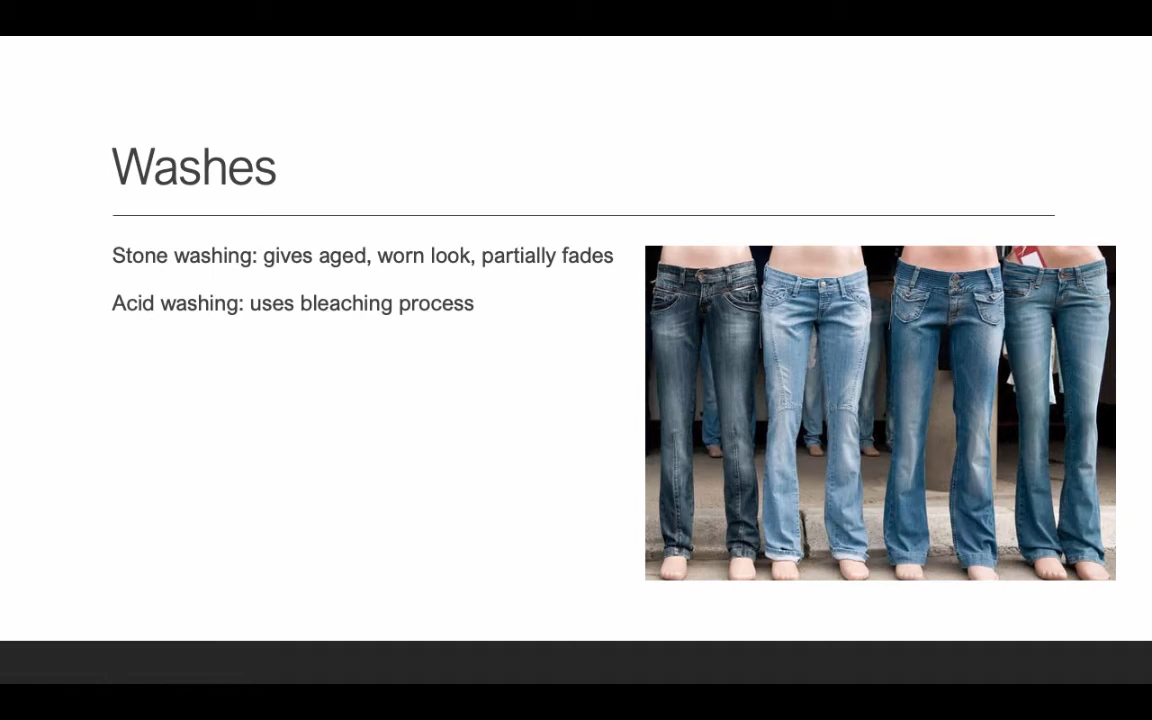 Washes
Stone washing: gives aged, worn look, partially fades
Acid washing: uses bleaching process